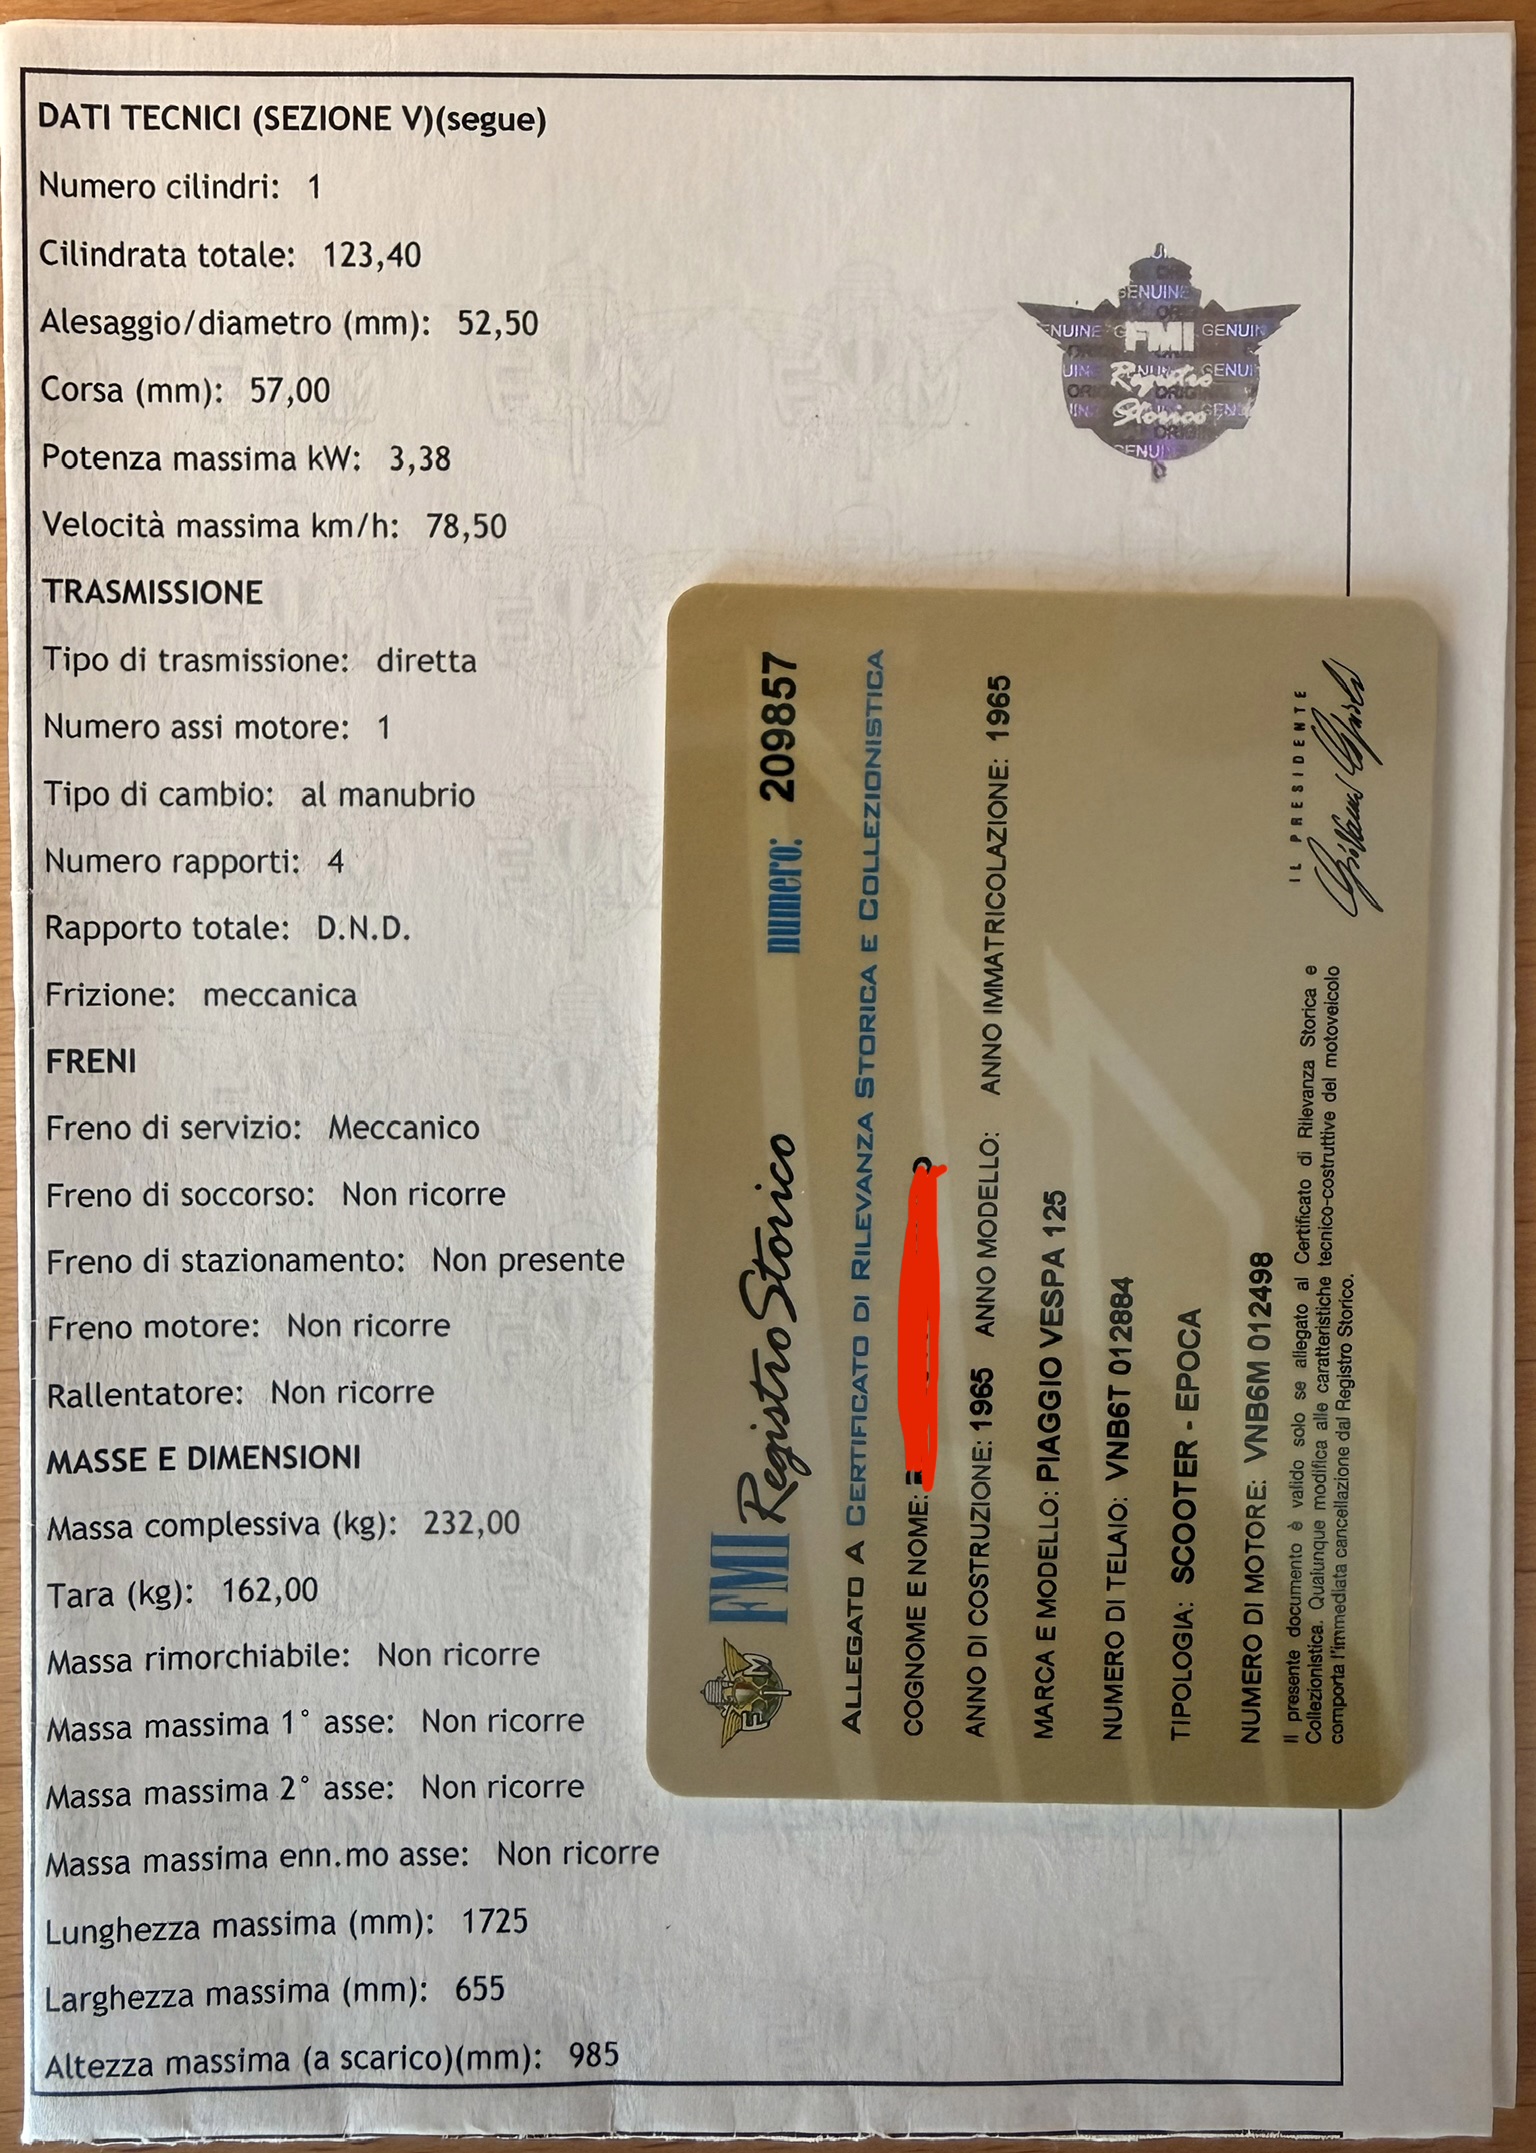 DATI TECNICI (SEZIONE V)(segue)
Numero cilindri: 1
Cilindrata totale: 123,40
Alesaggio/diametro (mm): 52,50
Corsa (mm): 57,00
Potenza massima kW: 3,38
Velocità massima km/h: 78,50
TRASMISSIONE
Tipo di trasmissione: diretta
Numero assi motore: 1
Tipo di cambio: al manubrio
Numero rapporti: 4
Rapporto totale: D.N.D.
Frizione: meccanica
FRENI
Freno di servizio: Meccanico
Freno di soccorso: Non ricorre
Freno di stazionamento: Non presente
Freno motore: Non ricorre
Rallentatore: Non ricorre
MASSE E DIMENSIONI
Massa complessiva (kg): 232,00
Tara (kg): 162,00
Massa rimorchiabile: Non ricorre
Massa massima 1° asse: Non ricorre
Massa massima 2° asse: Non ricorre
Massa massima enn.mo asse: Non ricorre
Lunghezza massima (mm): 1725
Larghezza massima (mm): 655
Altezza massima (a scarico)(mm): 985
GENUINE
GENUINE
FMI
GENUIN
Registro
Storico
FMI Registro Storico numero: 209857
ALLEGATO A CERTIFICATO DI RILEVANZA STORICA E COLLEZIONISTICA
COGNOME E NOME:
ANNO DI COSTRUZIONE: 1965 ANNO MODELLO: ANNO IMMATRICOLAZIONE: 1965
MARCA E MODELLO: PIAGGIO VESPA 125
NUMERO DI TELAIO: VNB6T 012884
TIPOLOGIA: SCOOTER - EPOCA
NUMERO DI MOTORE: VNB6M 012498
IL PRESIDENTE
Il presente documento è valido solo se allegato al Certificato di Rilevanza Storica e
Collezionistica. Qualunque modifica alle caratteristiche tecnico-costruttive del motoveicolo
comporta l'immediata cancellazione dal Registro Storico.